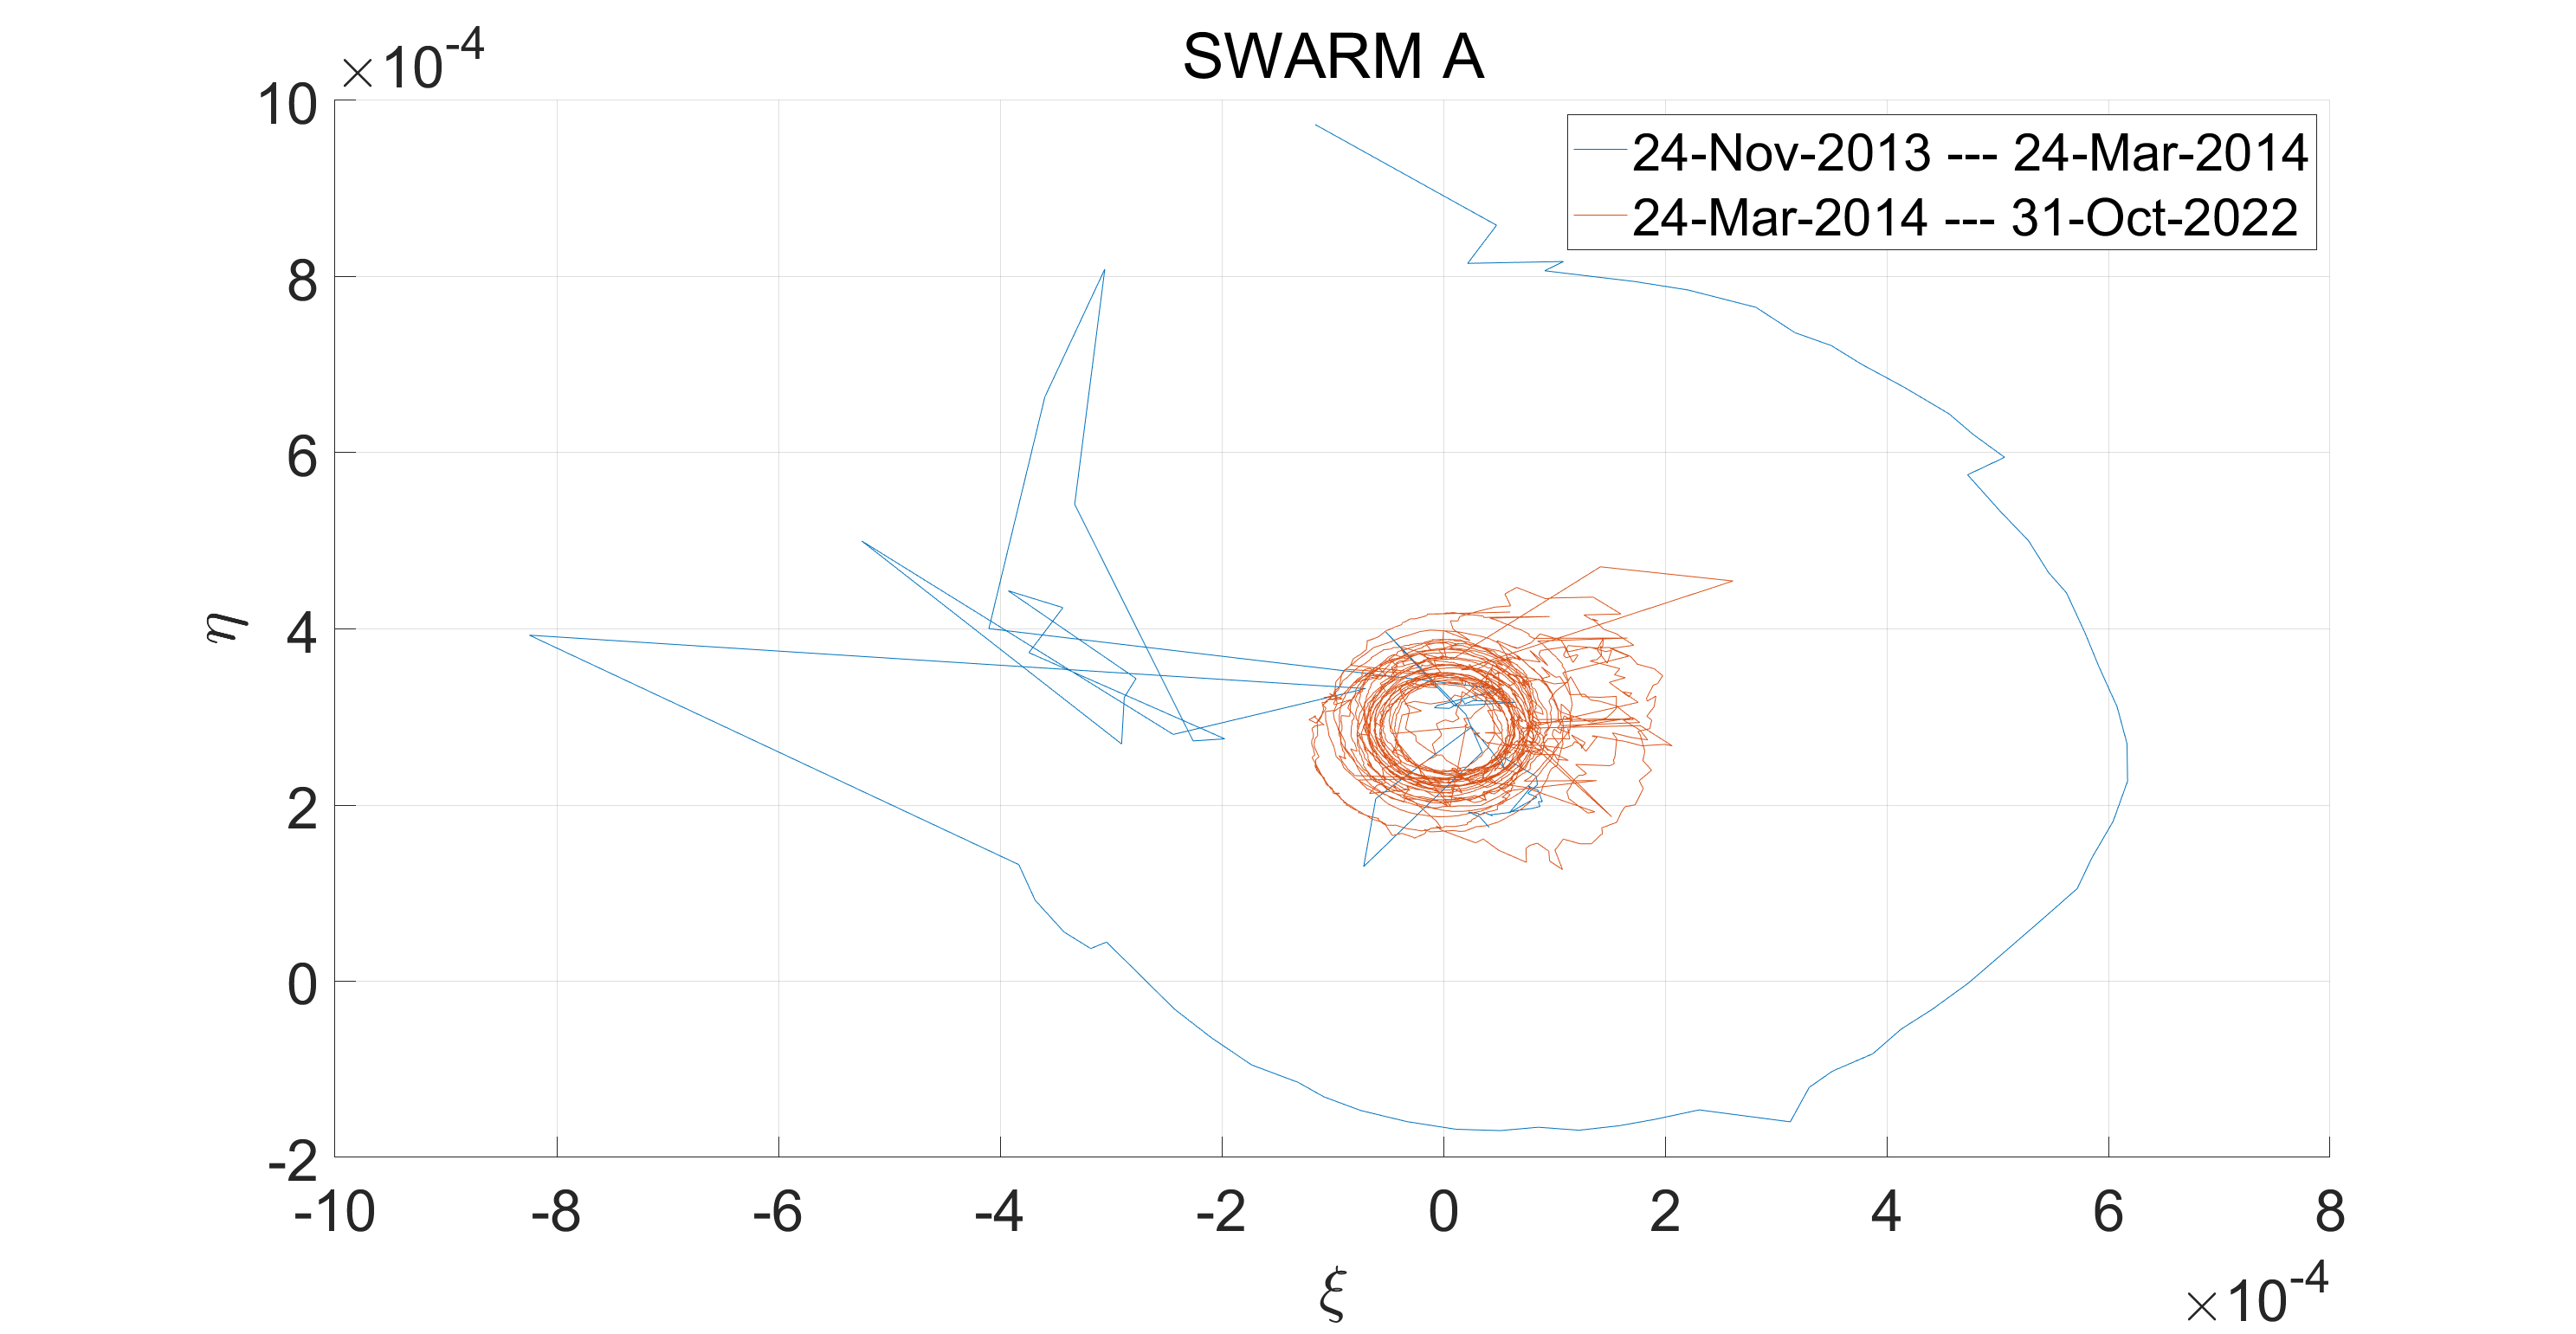 SWARM A
×10-4
10
8
6
4
2
0
-2
η
-10 -8 -6 -4 -2 0 2 4 6 8
ξ
×10-4
24-Nov-2013 --- 24-Mar-2014
24-Mar-2014 --- 31-Oct-2022